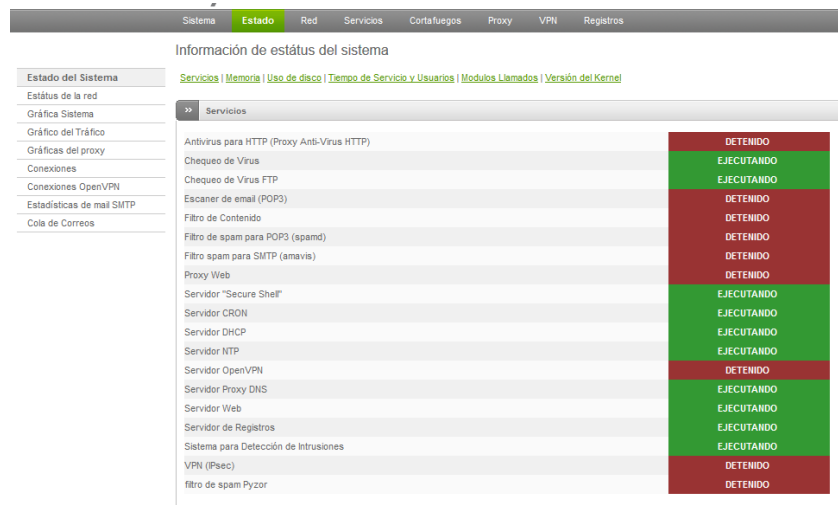 Sistema Estado Red Servicios Cortafuegos Proxy VPN Registros
Información de estátus del sistema
Servicios | Memoria | Uso de disco | Tiempo de Servicio y Usuarios | Modulos Llamados | Versión del Kernel
Estado del Sistema
Estátus de la red
Gráfica Sistema
Gráfico del Tráfico
Gráficas del proxy
Conexiones
Conexiones OpenVPN
Estadísticas de mail SMTP
Cola de Correos
>> Servicios
Antivirus para HTTP (Proxy Anti-Virus HTTP) DETENIDO
Chequeo de Virus EJECUTANDO
Chequeo de Virus FTP EJECUTANDO
Escaner de email (POP3) DETENIDO
Filtro de Contenido DETENIDO
Filtro de spam para POP3 (spamd) DETENIDO
Filtro spam para SMTP (amavis) DETENIDO
Proxy Web DETENIDO
Servidor "Secure Shell" EJECUTANDO
Servidor CRON EJECUTANDO
Servidor DHCP EJECUTANDO
Servidor NTP EJECUTANDO
Servidor OpenVPN DETENIDO
Servidor Proxy DNS EJECUTANDO
Servidor Web EJECUTANDO
Servidor de Registros EJECUTANDO
Sistema para Detección de Intrusiones EJECUTANDO
VPN (IPsec) DETENIDO
filtro de spam Pyzor DETENIDO